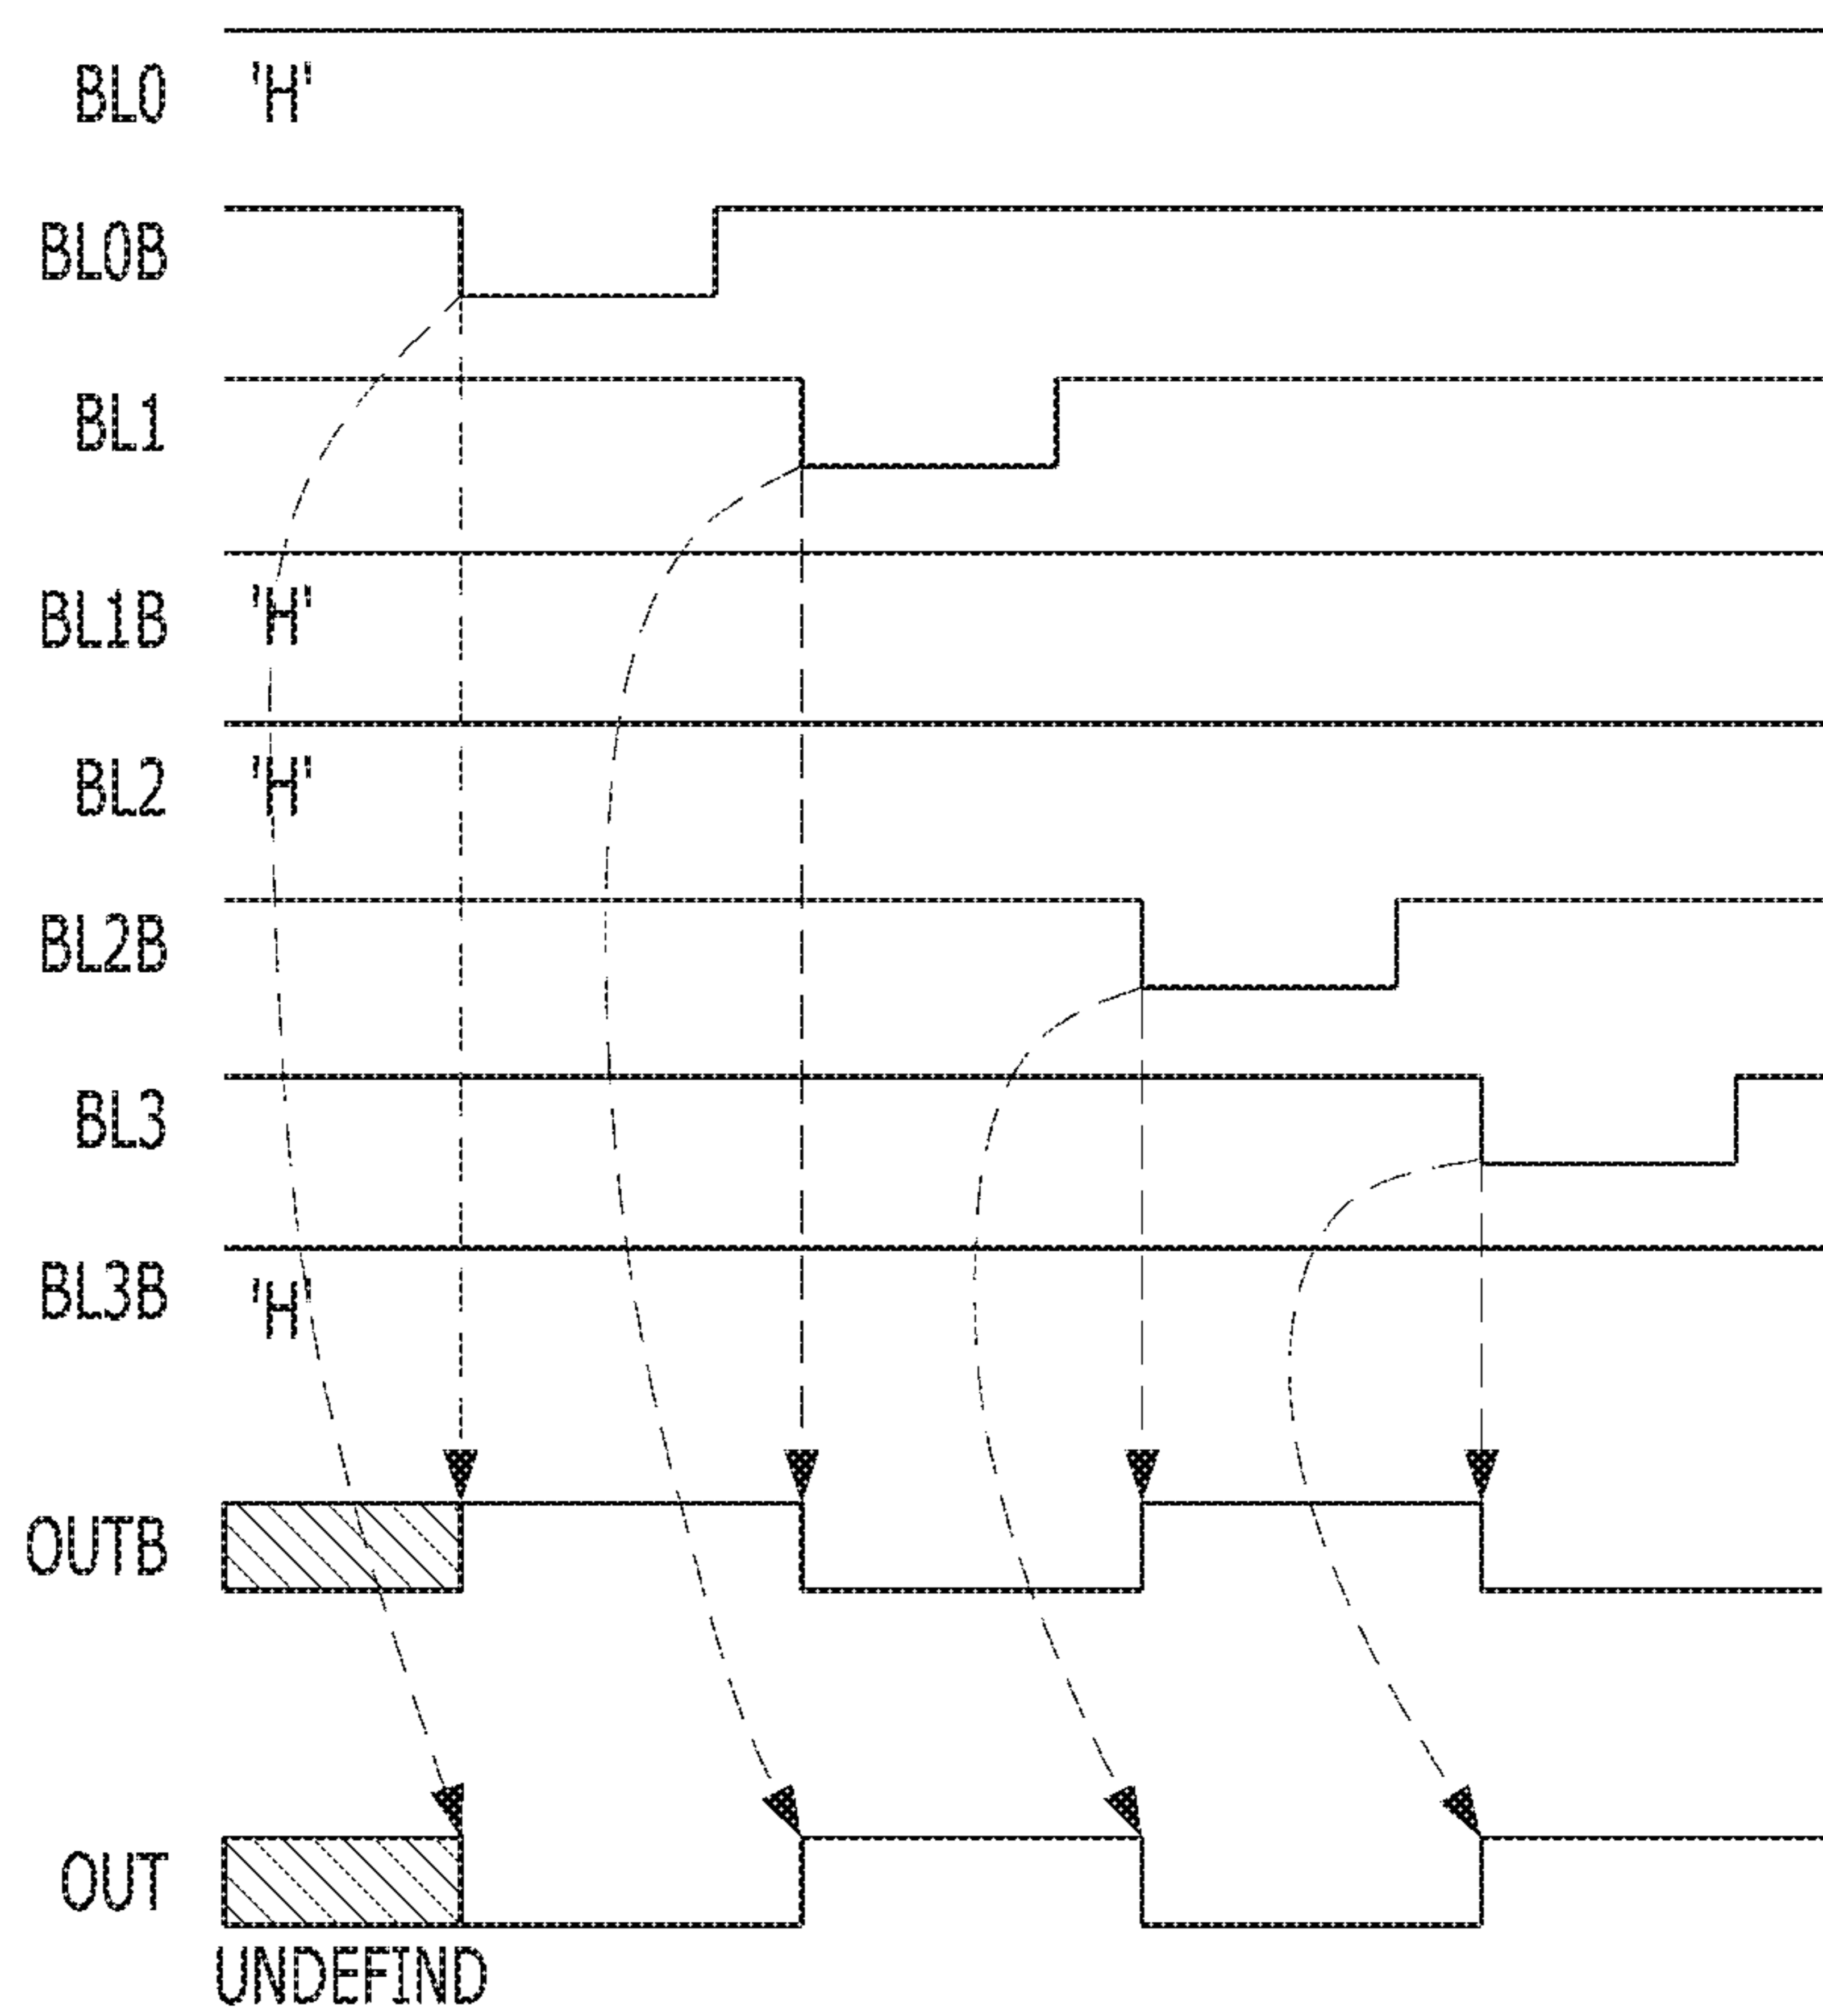 BL0 'H'
BL0B
BL1
BL1B 'H'
BL2 'H'
BL2B
BL3
BL3B 'H'
OUTB
OUT
UNDEFIND